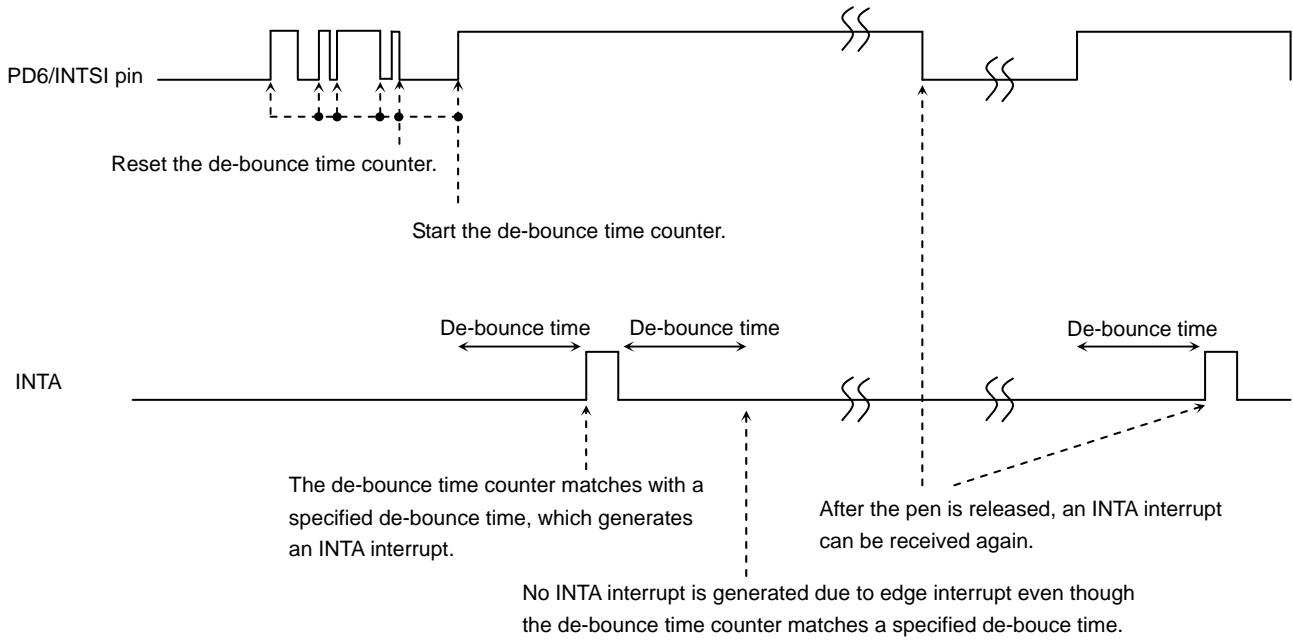 PD6/INTSI pin
Reset the de-bounce time counter.
Start the de-bounce time counter.
De-bounce time
De-bounce time
De-bounce time
INTA
The de-bounce time counter matches with a
specified de-bounce time, which generates
an INTA interrupt.
After the pen is released, an INTA interrupt
can be received again.
No INTA interrupt is generated due to edge interrupt even though
the de-bounce time counter matches a specified de-bouce time.